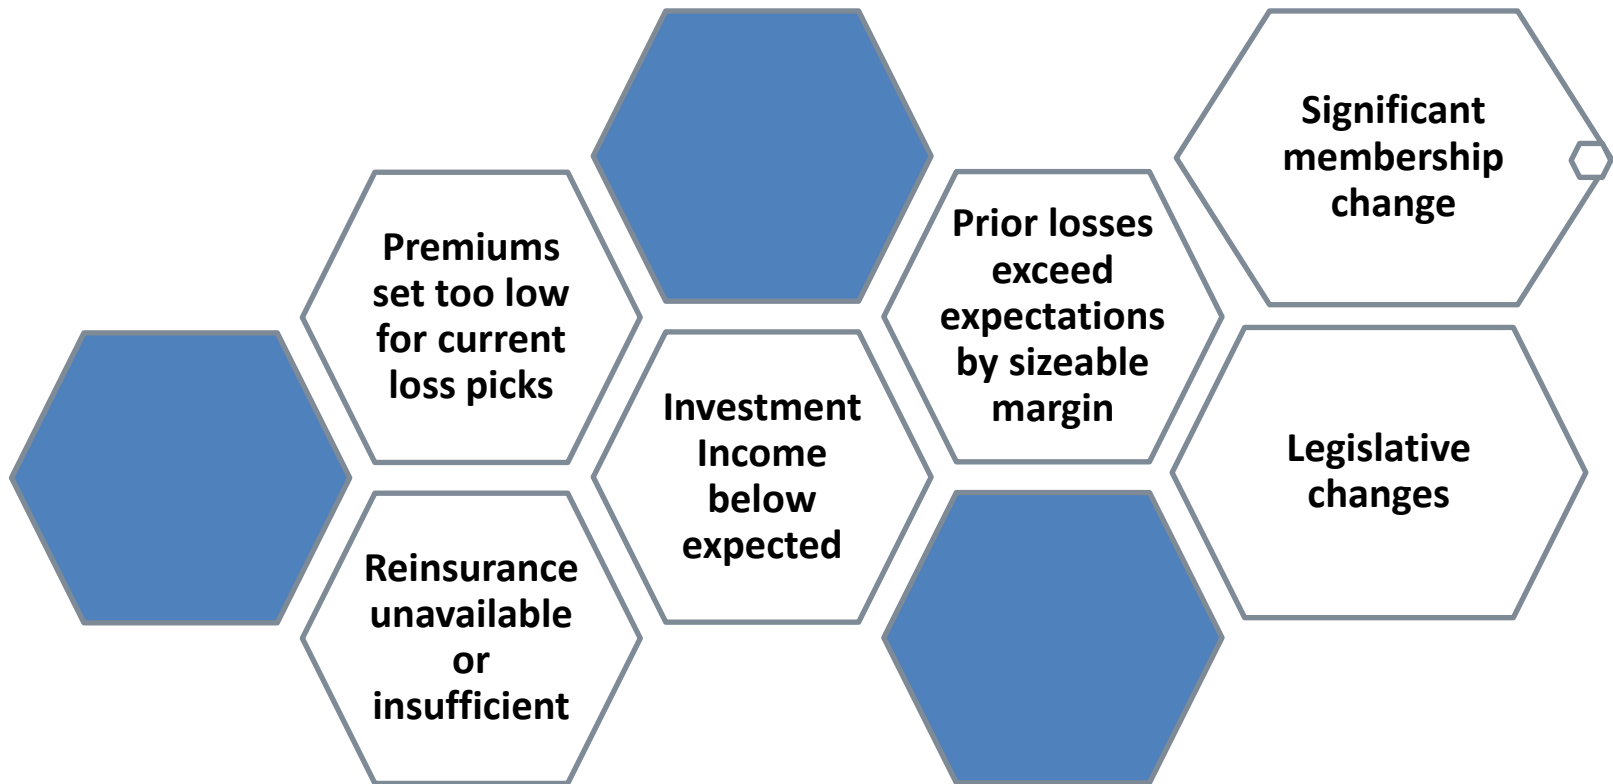 Premiums
set too low
for current
loss picks
Reinsurance
unavailable
or
insufficient
Investment
Income
below
expected
Prior losses
exceed
expectations
by sizeable
margin
Significant
membership
change
Legislative
changes